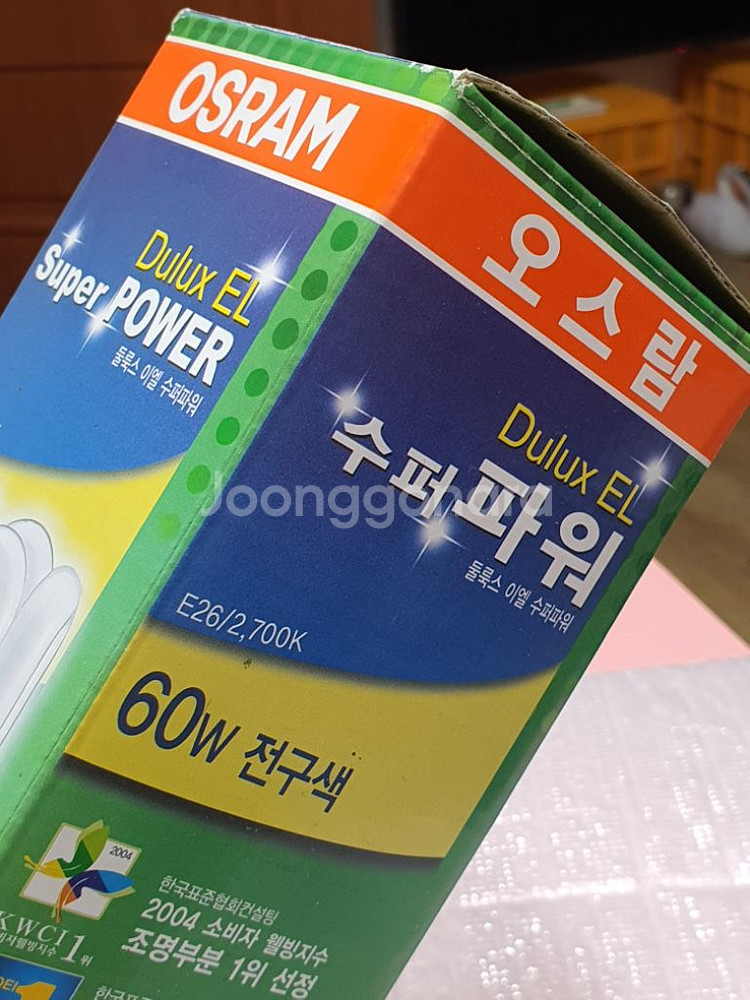 OSRAM
Dulux EL
Super POWER
둘룩스 이엘 수퍼파워
오스람
Dulux EL
수퍼파워
둘룩스 이엘 수퍼파워
Joonggonara
E26/2,700K
60W 전구색
2004
KWCI 1위
한국표준협회컨설팅
2004 소비자 웰빙지수
조명부분 1위 선정